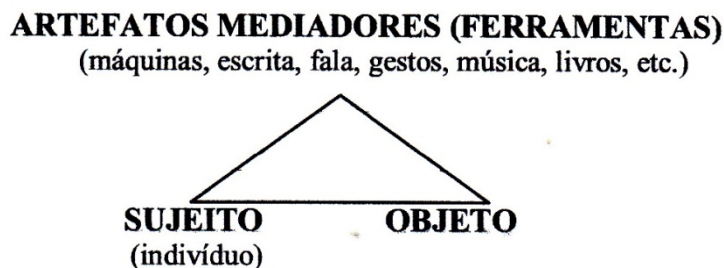 ARTEFATOS MEDIADORES (FERRAMENTAS)
(máquinas, escrita, fala, gestos, música, livros, etc.)
SUJEITO OBJETO
(indivíduo)